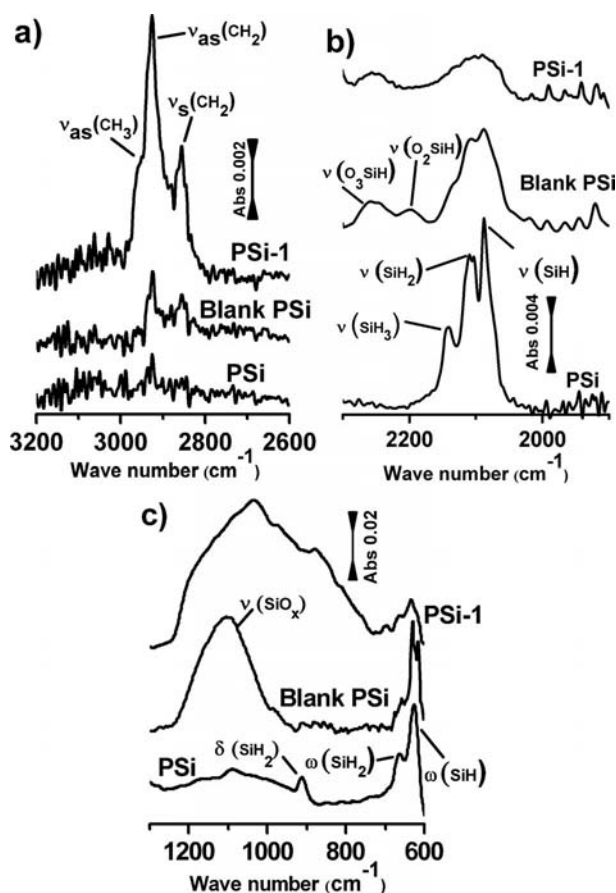 a)
νas(CH2)
νs(CH2)
νas(CH3)
Abs 0.002
PSi-1
Blank PSi
PSi
3200 3000 2800 2600
Wave number (cm-1)
b)
PSi-1
ν (O3SiH)
ν (O2SiH)
Blank PSi
ν (SiH2)
ν (SiH)
ν (SiH3)
Abs 0.004
PSi
2200 2000
Wave number (cm-1)
c)
Abs 0.02
ν (SiOx)
PSi-1
Blank PSi
PSi
δ (SiH2)
ω (SiH2)
ω (SiH)
1200 1000 800 600
Wave number (cm-1)